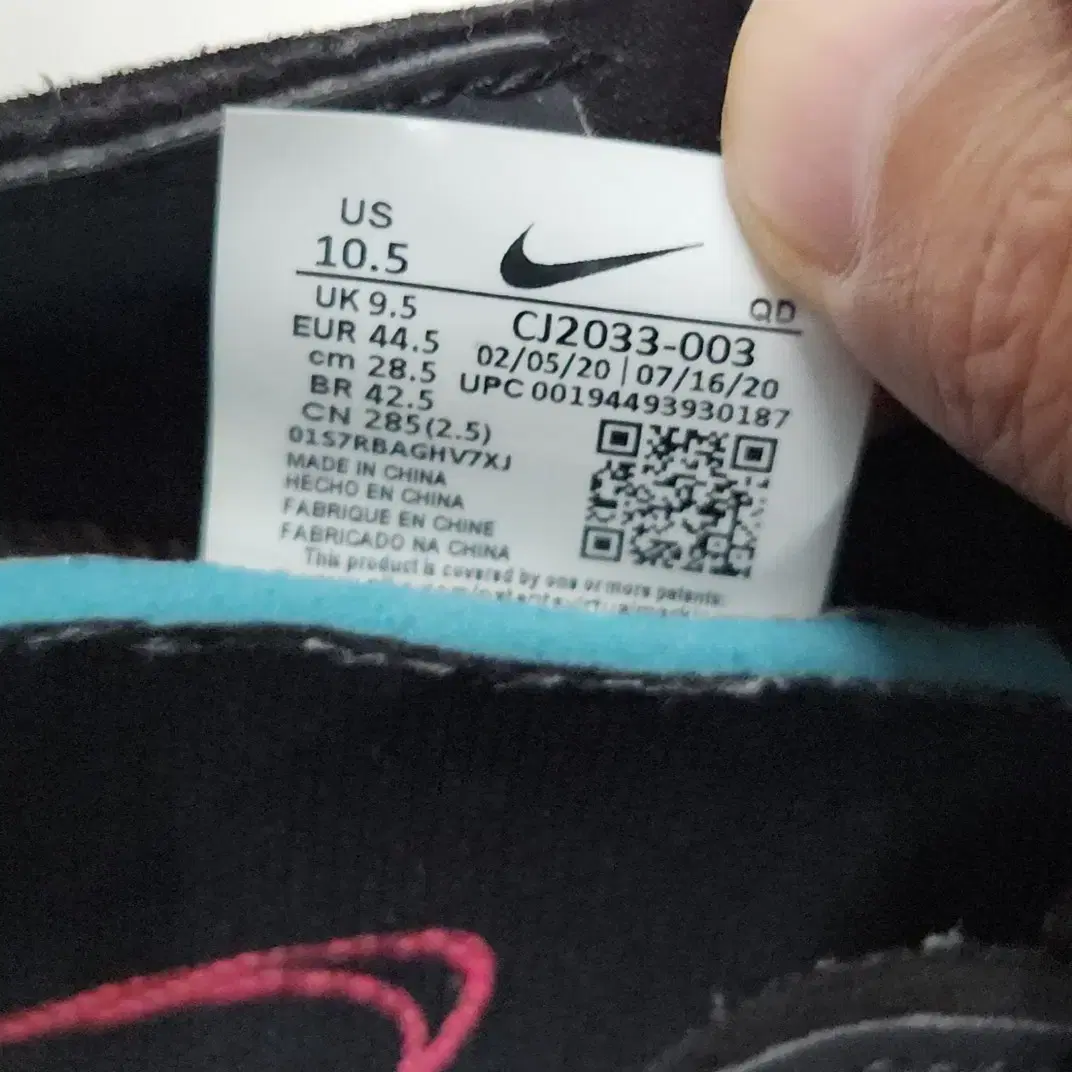 US
10.5
UK 9.5
EUR 44.5
cm 28.5
BR 42.5
CN 285(2.5)
01S7RBAGHV7XJ
MADE IN CHINA
HECHO EN CHINA
FABRIQUE EN CHINE
FABRICADO NA CHINA
QD
CJ2033-003
02/05/20 | 07/16/20
UPC 00194493930187
This product is covered by one or more patents: